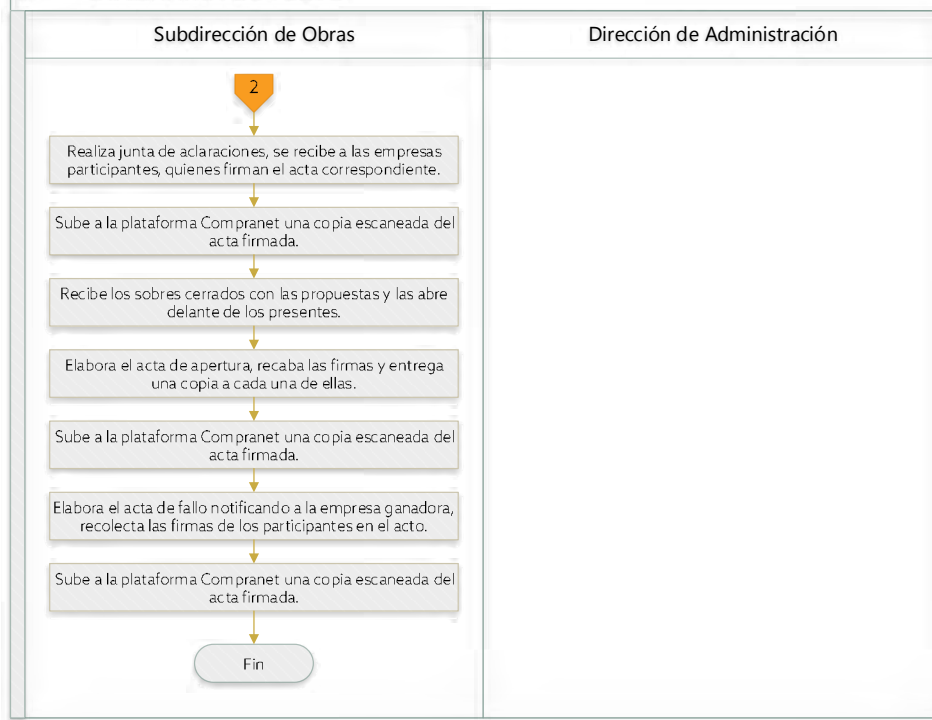 Subdirección de Obras
Dirección de Administración
2
Realiza junta de aclaraciones, se recibe a las empresas
participantes, quienes firman el acta correspondiente.
Sube a la plataforma Compranet una copia escaneada del
acta firmada.
Recibe los sobres cerrados con las propuestas y las abre
delante de los presentes.
Elabora el acta de apertura, recaba las firmas y entrega
una copia a cada una de ellas.
Sube a la plataforma Compranet una copia escaneada del
acta firmada.
Elabora el acta de fallo notificando a la empresa ganadora,
recolecta las firmas de los participantes en el acto.
Sube a la plataforma Compranet una copia escaneada del
acta firmada.
Fin